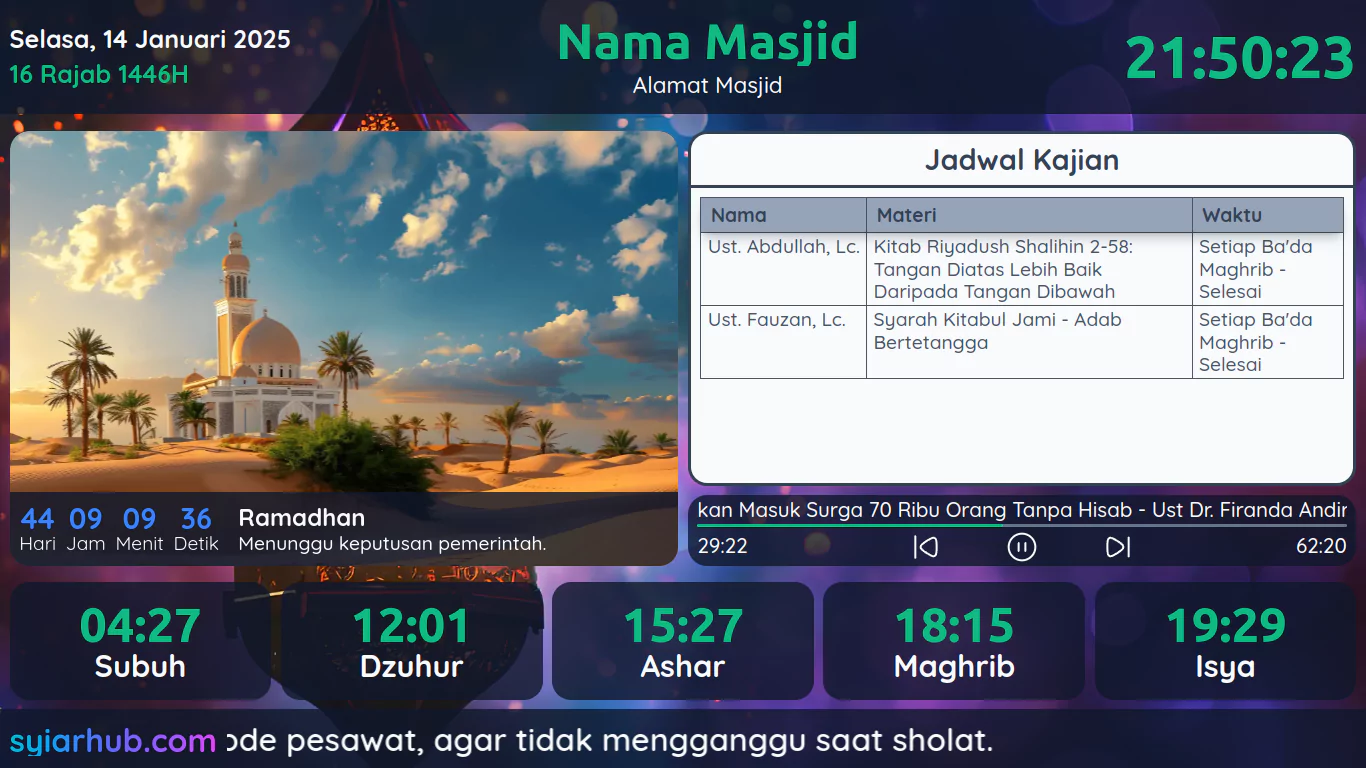 Selasa, 14 Januari 2025
16 Rajab 1446H
Nama Masjid
Alamat Masjid
21:50:23
Jadwal Kajian
Nama Materi Waktu
Ust. Abdullah, Lc. Kitab Riyadush Shalihin 2-58: Setiap Ba'da
Tangan Diatas Lebih Baik Maghrib -
Daripada Tangan Dibawah Selesai
Ust. Fauzan, Lc. Syarah Kitabul Jami - Adab Setiap Ba'da
Bertetangga Maghrib -
Selesai
44 09 09 36
Hari Jam Menit Detik
Ramadhan
Menunggu keputusan pemerintah.
kan Masuk Surga 70 Ribu Orang Tanpa Hisab - Ust Dr. Firanda Andir
29:22 62:20
04:27 12:01 15:27 18:15 19:29
Subuh Dzuhur Ashar Maghrib Isya
syiarhub.com ode pesawat, agar tidak mengganggu saat sholat.